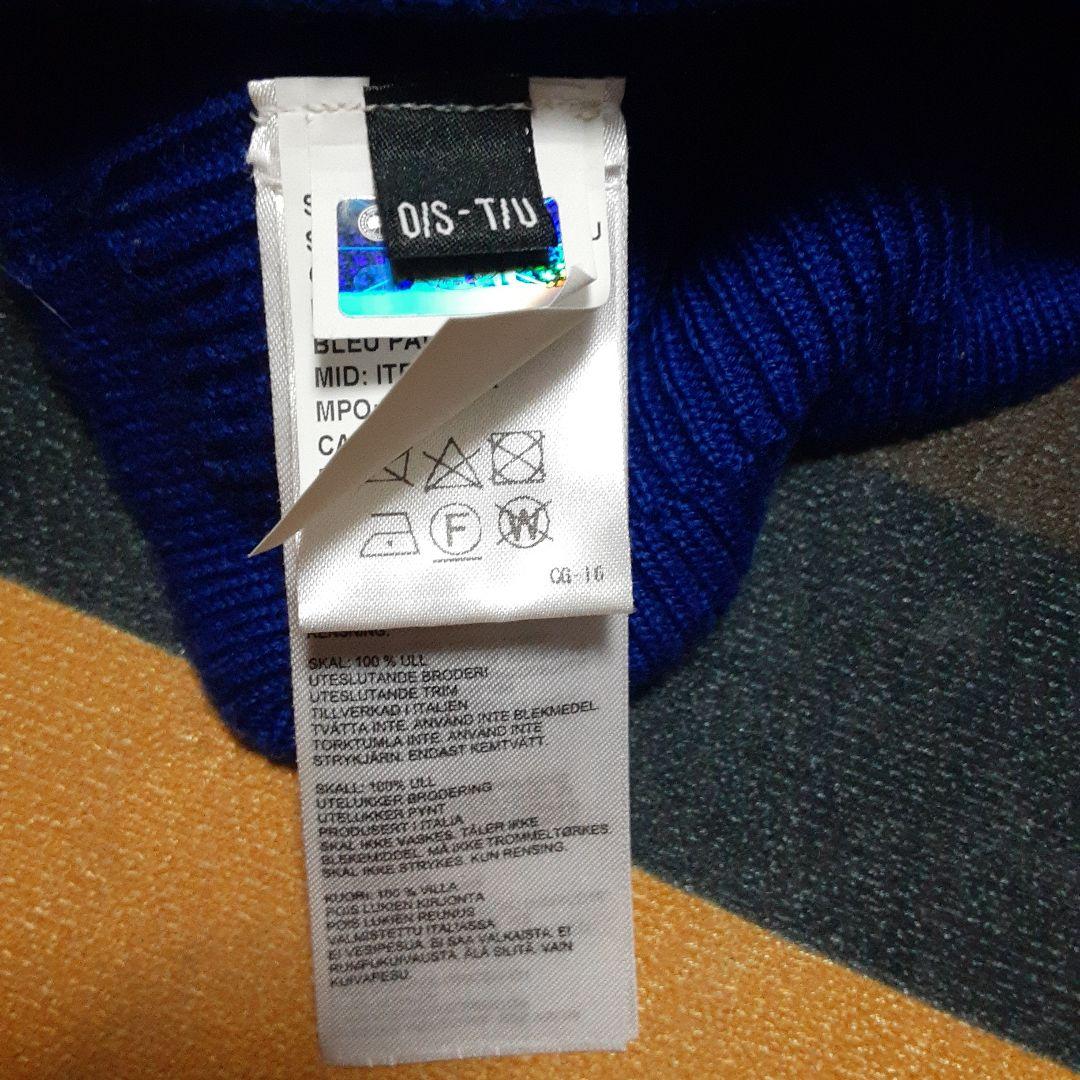 O/S - T/U
BLEU
MID:
MPO:
F
W
CG-16
RENSNING.
SKAL: 100 % ULL
UTESLUTANDE BRODERI
UTESLUTANDE TRIM
TILLVERKAD I ITALIEN
TVÄTTA INTE. ANVÄND INTE BLEKMEDEL
TORKTUMLA INTE. ANVÄND INTE
STRYKJÄRN. ENDAST KEMTVÄTT.
SKALL: 100% ULL
UTELUKKER BRODERING
UTELUKKER PYNT
PRODUSERT I ITALIA
SKAL IKKE VASKES. TÅLER IKKE
BLEKEMIDDEL. MÅ IKKE TROMMELTØRKES.
SKAL IKKE STRYKES. KUN RENSING.
KUORI: 100 % VILLA
POIS LUKIEN KIRJONTA
POIS LUKIEN REUNUS
VALMISTETTU ITALIASSA
EI VESIPESUA. EI SAA VALKAISTA. EI
RUMPUKUIVAUSTA. ÄLÄ SILITÄ. VAIN
KUIVAPESU.